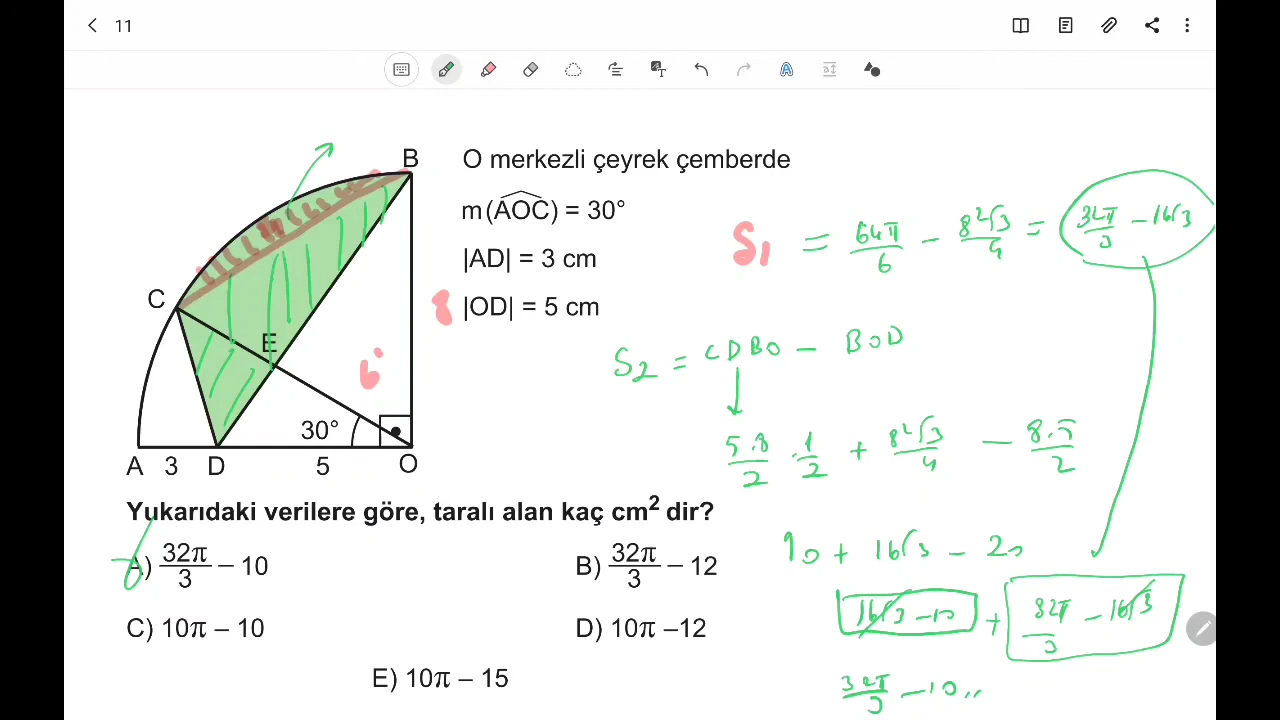 11
B
O merkezli çeyrek çemberde
m(AOC) = 30°
|AD| = 3 cm
8 |OD| = 5 cm
C
E
6°
30°
A 3 D 5 O
S₁ = 64π/6 − 8²√3/4 = 32π/3 − 16√3
S₂ = CDBO − BOD
5.8/2 . 1/2 + 8²√3/4 − 8.5/2
10 + 16√3 − 20
16√3 − 10 + 32π/3 − 16√3
32π/3 − 10
Yukarıdaki verilere göre, taralı alan kaç cm² dir?
A) 32π/3 − 10
B) 32π/3 − 12
C) 10π − 10
D) 10π −12
E) 10π − 15